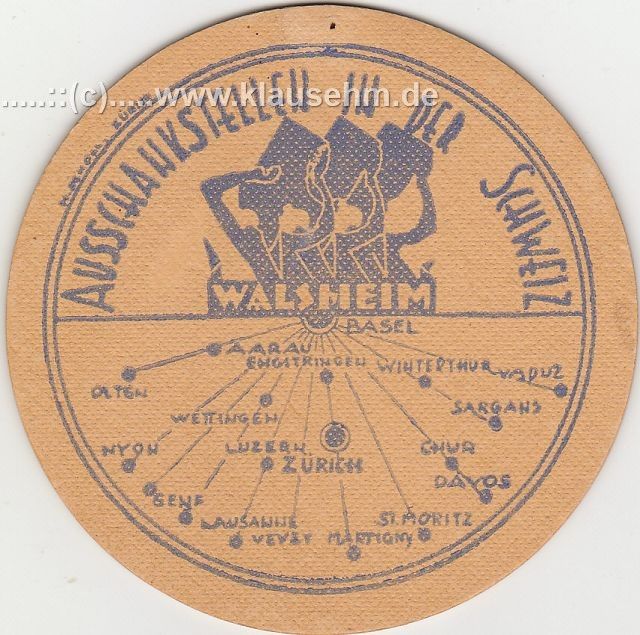 .....::(c).....www.klausehm.de
AUSSCHANKSTELLEN IN DER SCHWEIZ
WALSHEIM
BASEL
AARAU
ENGSTRINGEN
WINTERTHUR
VADUZ
OLTEN
SARGANS
WETTINGEN
NYON
LUZERN
ZÜRICH
CHUR
DAVOS
GENF
LAUSANNE
ST. MORITZ
VEVEY
MARTIGNY